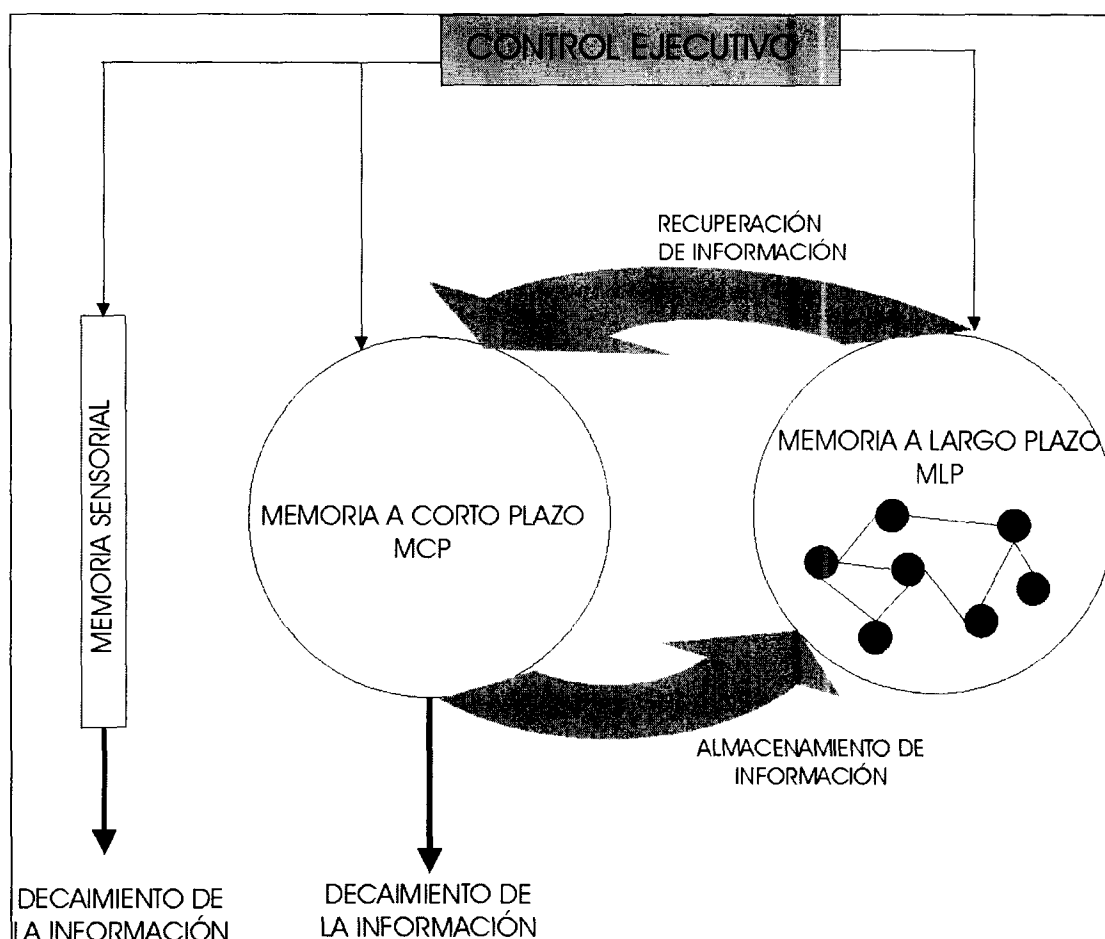 CONTROL EJECUTIVO
RECUPERACIÓN
DE INFORMACIÓN
MEMORIA SENSORIAL
MEMORIA A CORTO PLAZO
MCP
MEMORIA A LARGO PLAZO
MLP
ALMACENAMIENTO DE
INFORMACIÓN
DECAIMIENTO DE
LA INFORMACIÓN
DECAIMIENTO DE
LA INFORMACIÓN